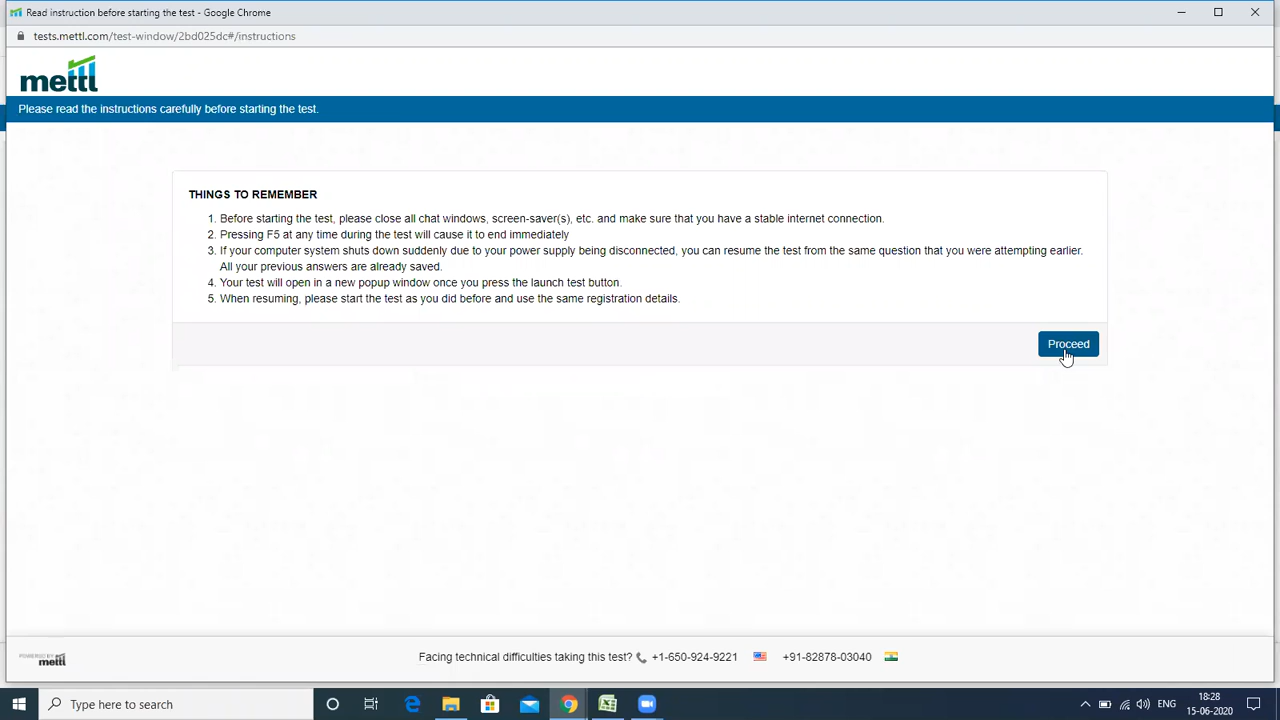 Read instruction before starting the test - Google Chrome
tests.mettl.com/test-window/2bd025dc#/instructions
mettl
Please read the instructions carefully before starting the test.
THINGS TO REMEMBER
1. Before starting the test, please close all chat windows, screen-saver(s), etc. and make sure that you have a stable internet connection.
2. Pressing F5 at any time during the test will cause it to end immediately
3. If your computer system shuts down suddenly due to your power supply being disconnected, you can resume the test from the same question that you were attempting earlier.
All your previous answers are already saved.
4. Your test will open in a new popup window once you press the launch test button.
5. When resuming, please start the test as you did before and use the same registration details.
Proceed
POWERED BY mettl
Facing technical difficulties taking this test? +1-650-924-9221 +91-82878-03040
Type here to search
ENG
18:28
15-06-2020